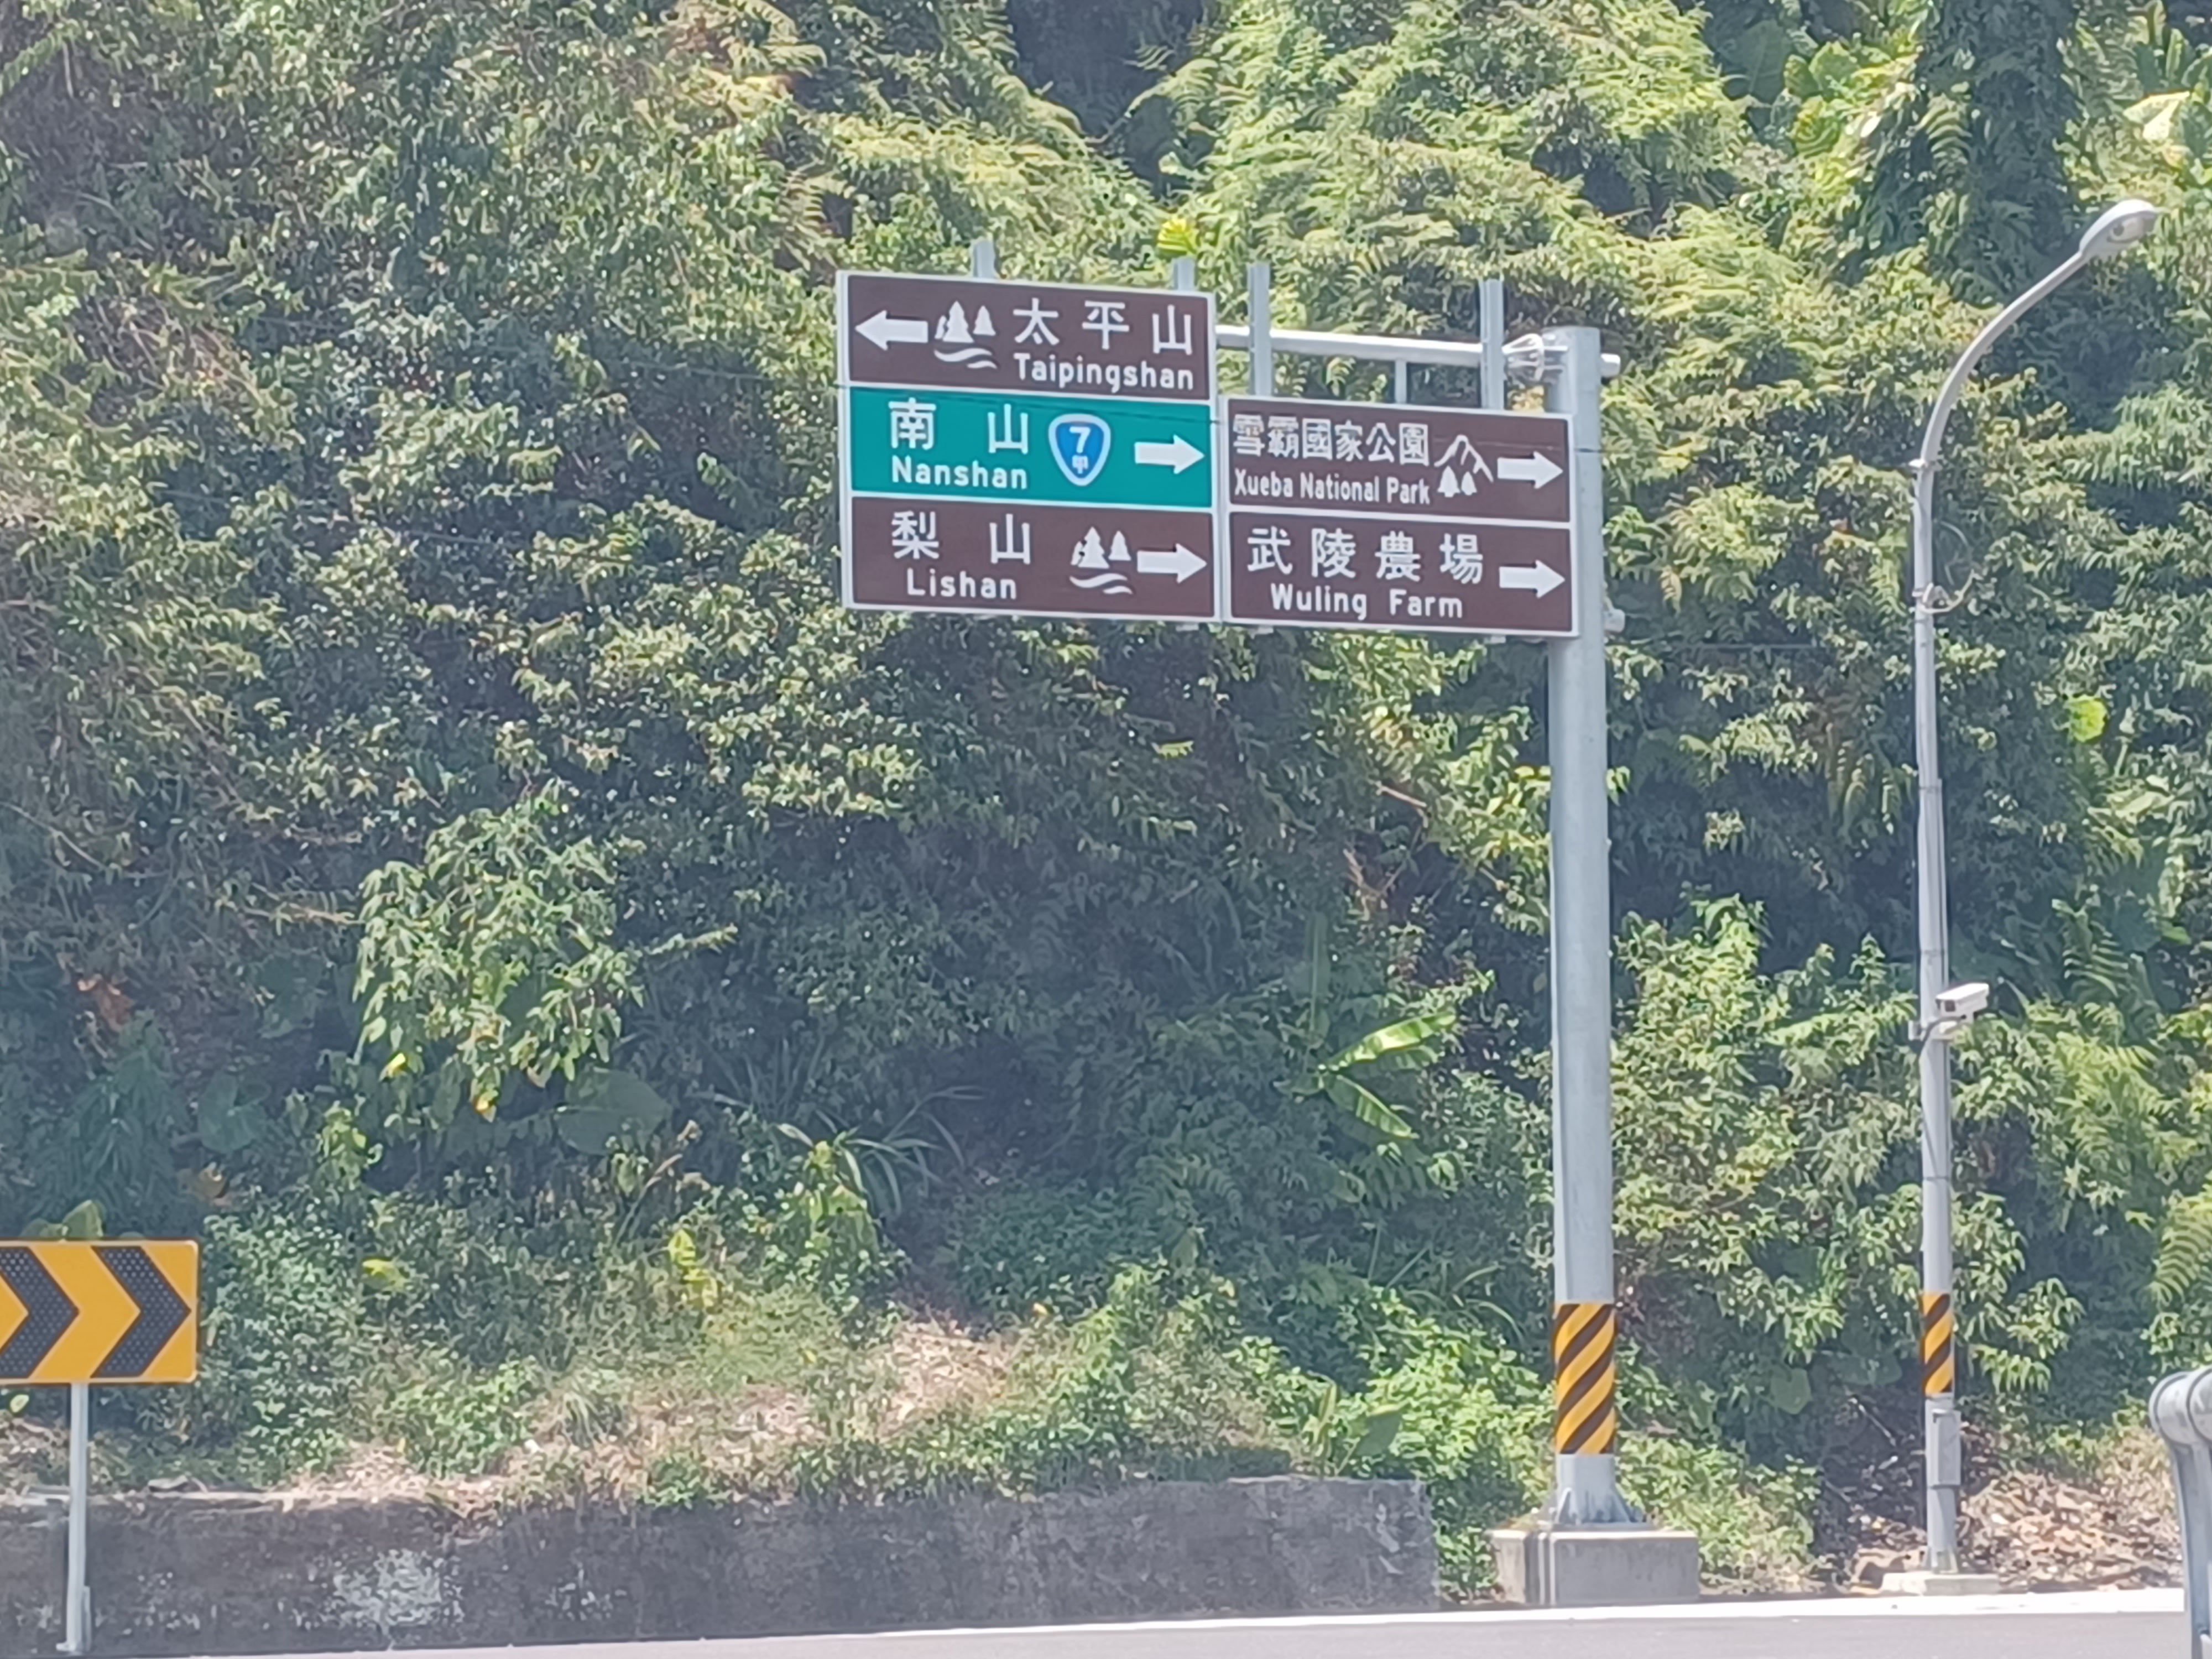 太平山
Taipingshan
南山
7
甲
Nanshan
梨山
Lishan
雪霸國家公園
Xueba National Park
武陵農場
Wuling Farm